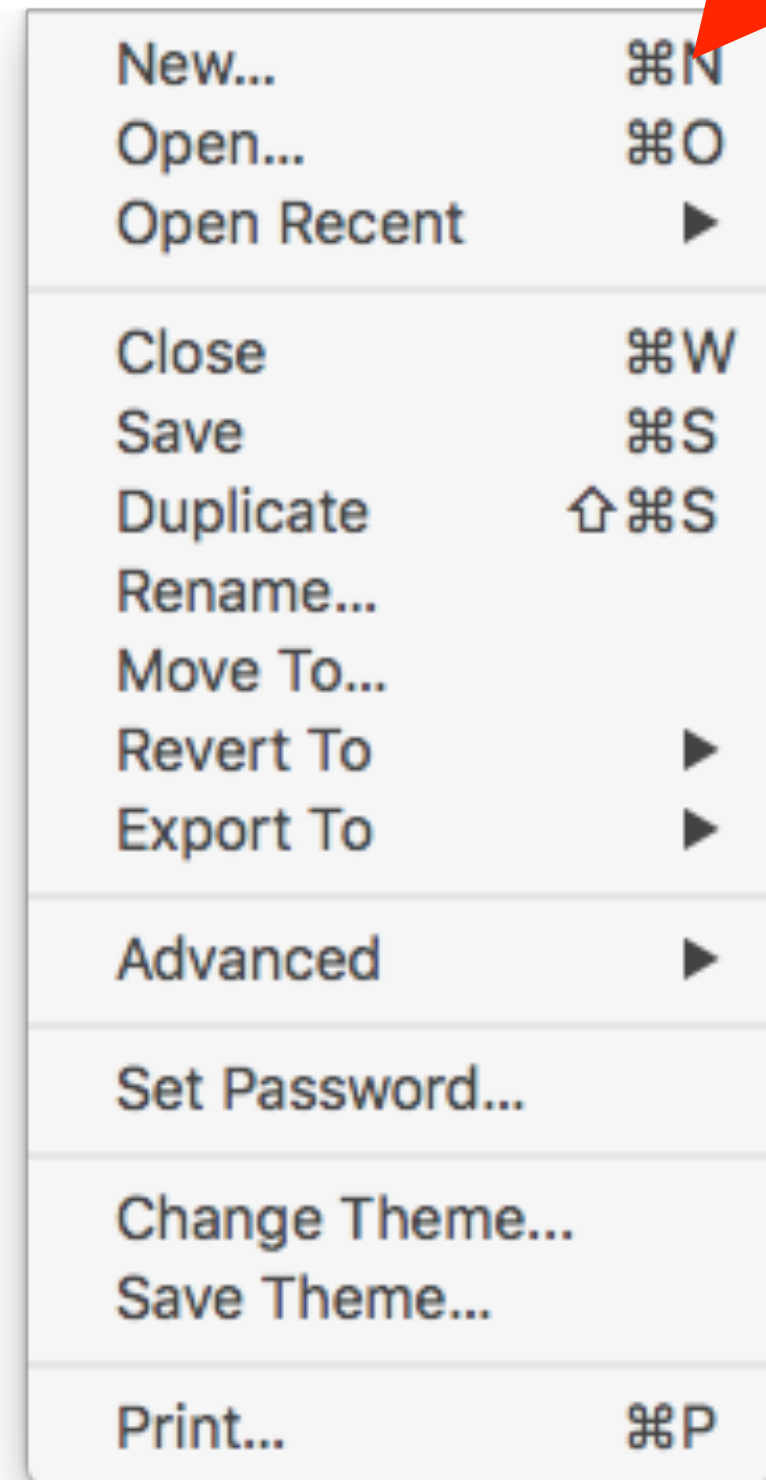 New... ⌘N
Open... ⌘O
Open Recent ▶
Close ⌘W
Save ⌘S
Duplicate ⇧⌘S
Rename...
Move To...
Revert To ▶
Export To ▶
Advanced ▶
Set Password...
Change Theme...
Save Theme...
Print... ⌘P